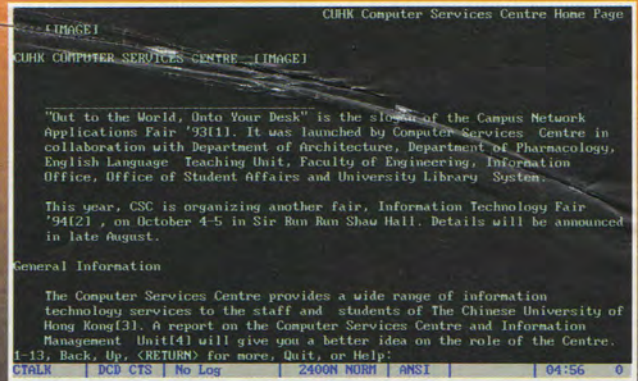 CUHK Computer Services Centre Home Page
[IMAGE]
CUHK COMPUTER SERVICES CENTRE [IMAGE]
"Out to the World, Onto Your Desk" is the slogan of the Campus Network
Applications Fair '93[1]. It was launched by Computer Services Centre in
collaboration with Department of Architecture, Department of Pharmacology,
English Language Teaching Unit, Faculty of Engineering, Information
Office, Office of Student Affairs and University Library System.
This year, CSC is organizing another fair, Information Technology Fair
'94[2] , on October 4-5 in Sir Run Run Shaw Hall. Details will be announced
in late August.
General Information
The Computer Services Centre provides a wide range of information
technology services to the staff and students of The Chinese University of
Hong Kong[3]. A report on the Computer Services Centre and Information
Management Unit[4] will give you a better idea on the role of the Centre.
1-13, Back, Up, <RETURN> for more, Quit, or Help:
CTALK | DCD CTS | No Log | 2400N NORM | ANSI | | 04:56 0